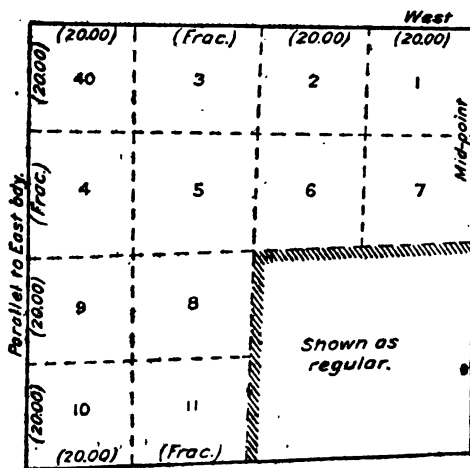 West
(20.00) (Frac.) (20.00) (20.00)
(20.00) 40 3 2 1
Mid-point
Parallel to East bdy.
(Frac.) 4 5 6 7
(20.00) 9 8
Shown as
regular.
(20.00) 10 11
(20.00) (Frac.)